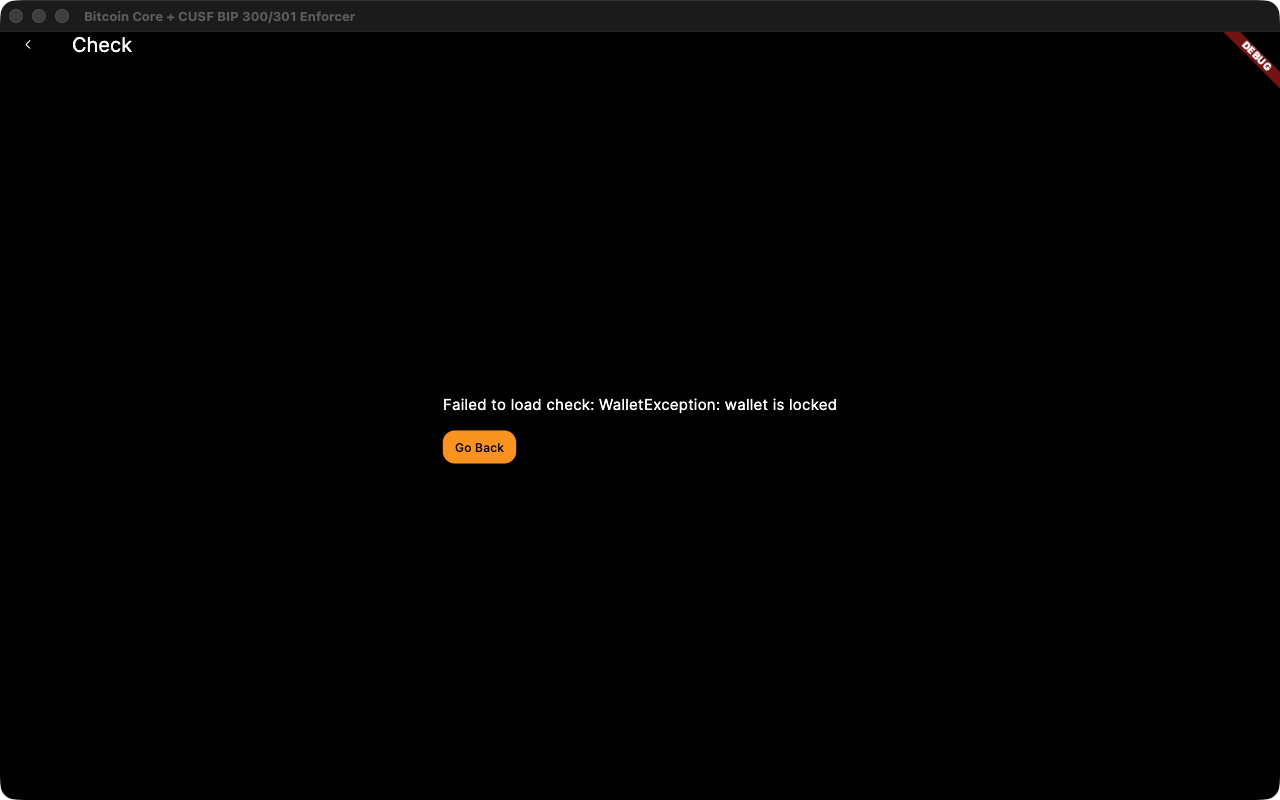 Bitcoin Core + CUSF BIP 300/301 Enforcer
Check
DEBUG
Failed to load check: WalletException: wallet is locked
Go Back